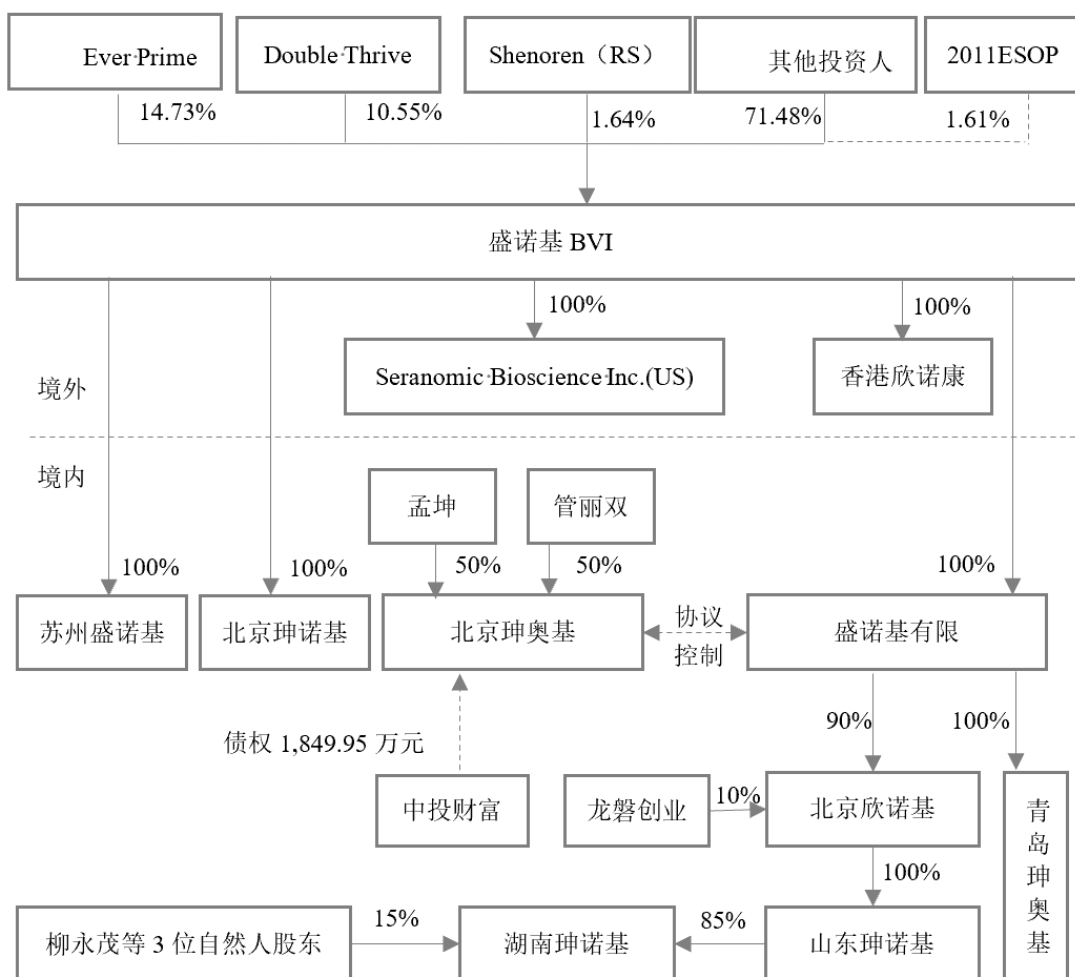 Ever Prime
Double Thrive
Shenoren（RS）
其他投资人
2011ESOP
14.73%
10.55%
1.64%
71.48%
1.61%
盛诺基 BVI
100%
100%
Seranomic Bioscience Inc.(US)
香港欣诺康
境外
境内
孟坤
管丽双
100%
100%
50%
50%
100%
苏州盛诺基
北京珅诺基
北京珅奥基
协议
控制
盛诺基有限
90%
100%
债权 1,849.95 万元
中投财富
龙磐创业
10%
北京欣诺基
青岛珅奥基
100%
柳永茂等 3 位自然人股东
15%
湖南珅诺基
85%
山东珅诺基